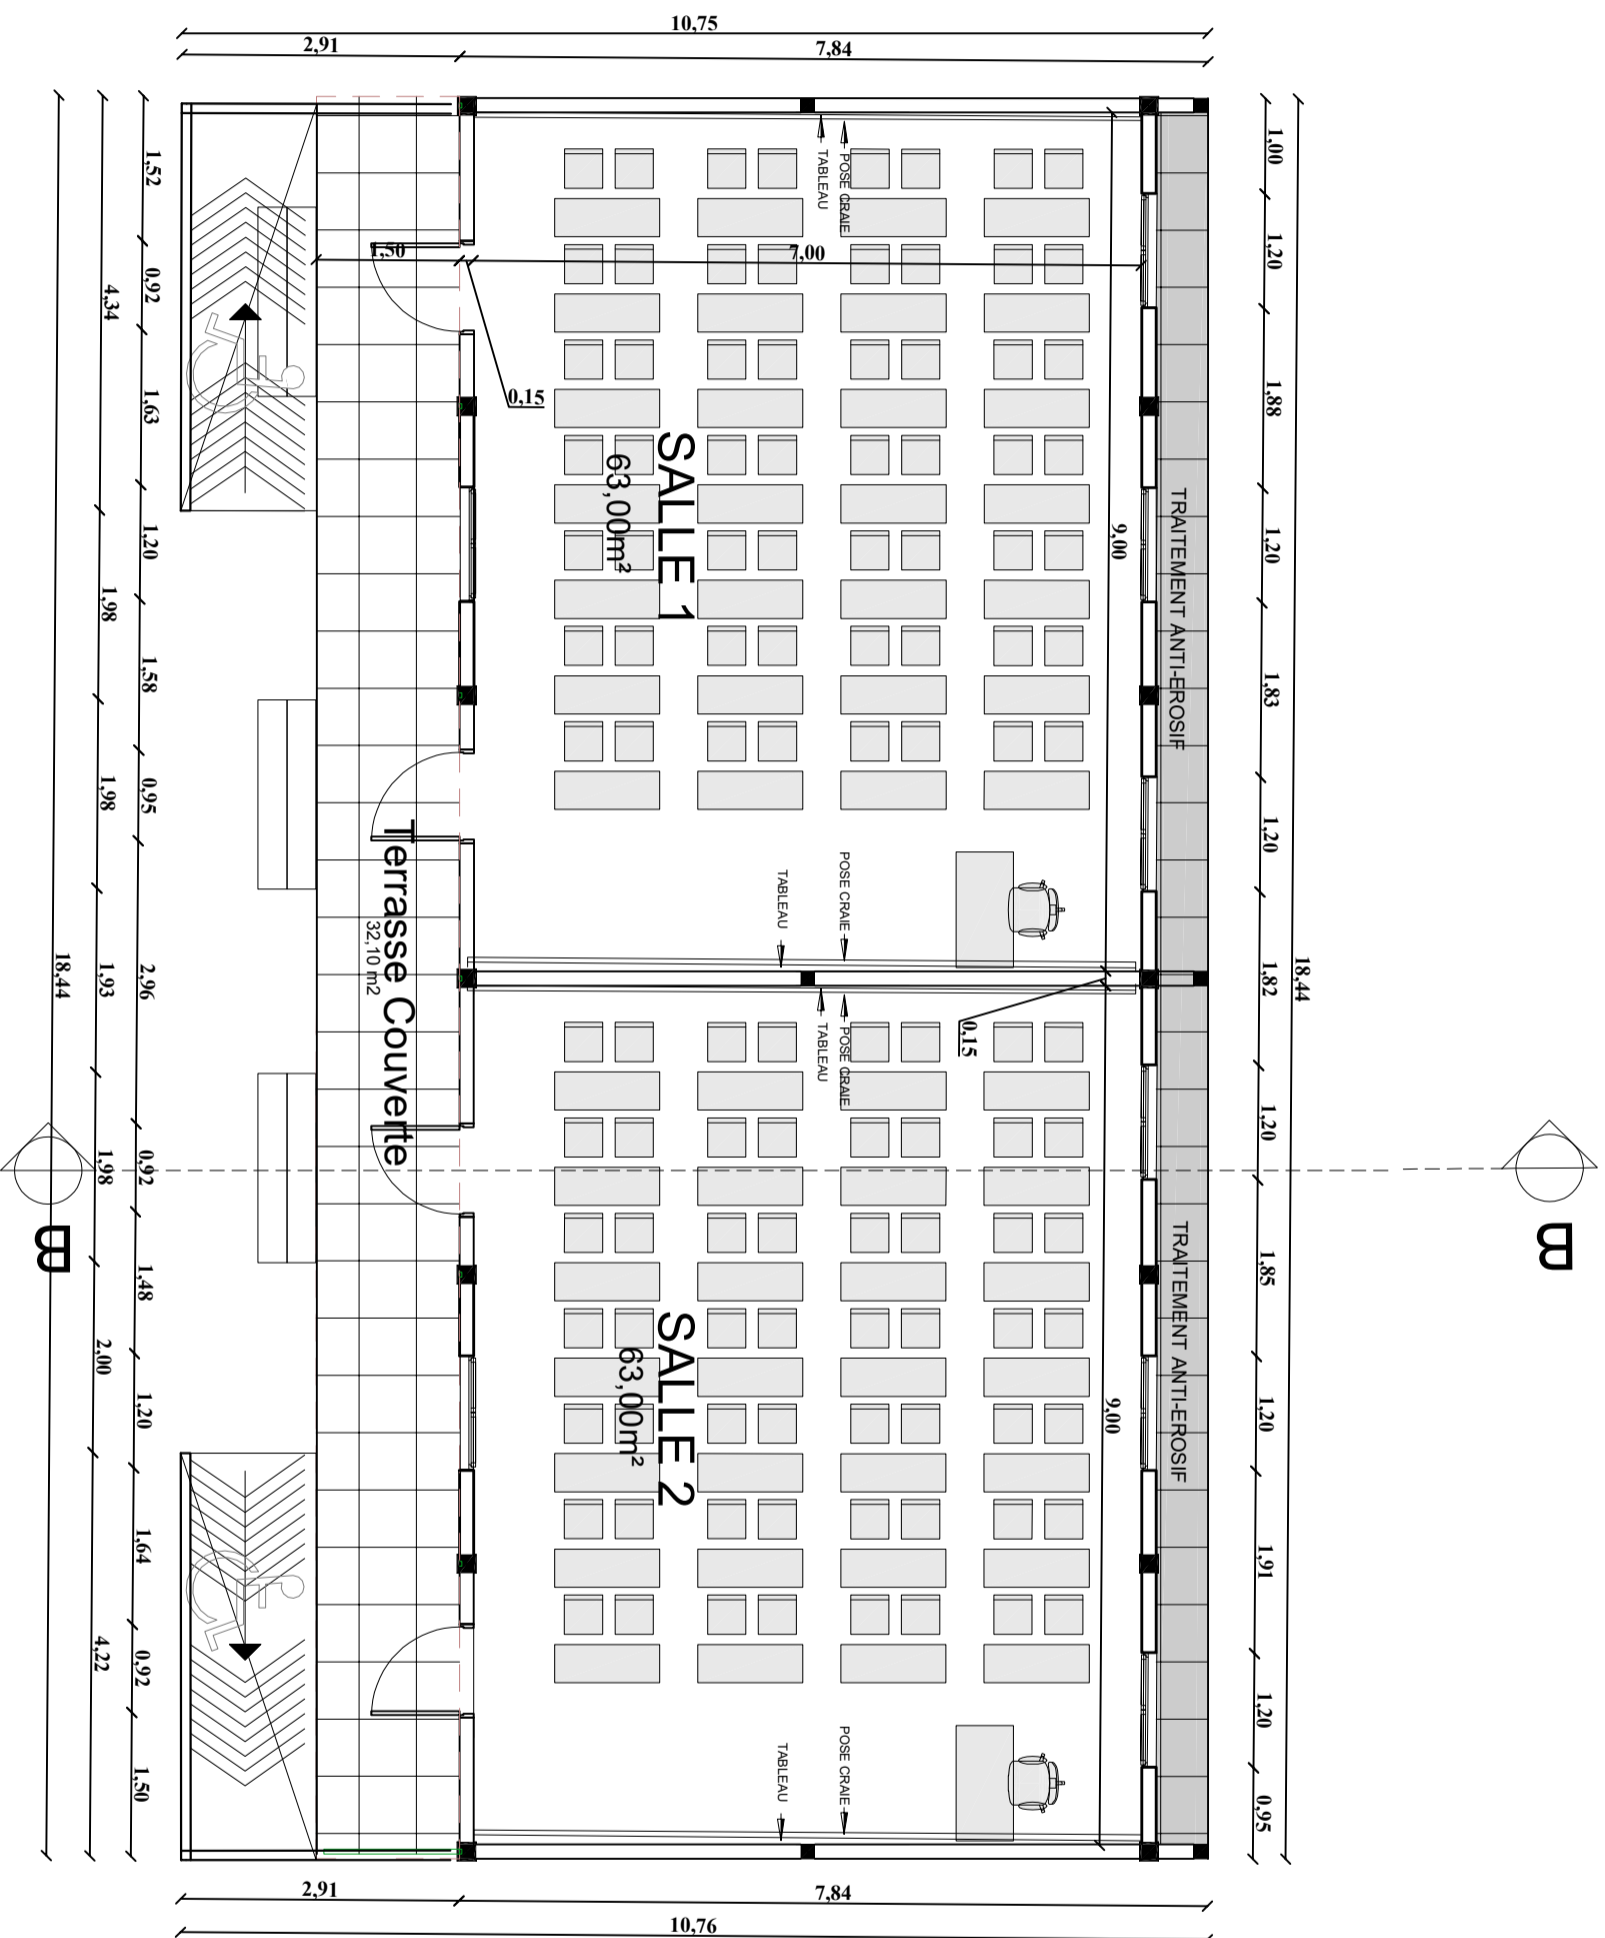 10,75
2,91
7,84
18,44
4,34
1,98
1,98
1,93
1,98
2,00
4,22
1,52
0,92
1,63
1,20
1,58
0,95
2,96
0,92
1,48
1,20
1,64
0,92
1,50
TABLEAU
POSE CRAIE
1,50
7,00
0,15
SALLE 1
63,00m²
9,00
TRAITEMENT ANTI-EROSIF
Terrasse Couverte
32,10 m2
TABLEAU
POSE CRAIE
TABLEAU
POSE CRAIE
0,15
SALLE 2
63,00m²
9,00
TRAITEMENT ANTI-EROSIF
TABLEAU
POSE CRAIE
1,00
1,20
1,88
1,20
1,83
1,20
1,82
1,20
1,85
1,20
1,91
1,20
0,95
18,44
B
B
2,91
7,84
10,76